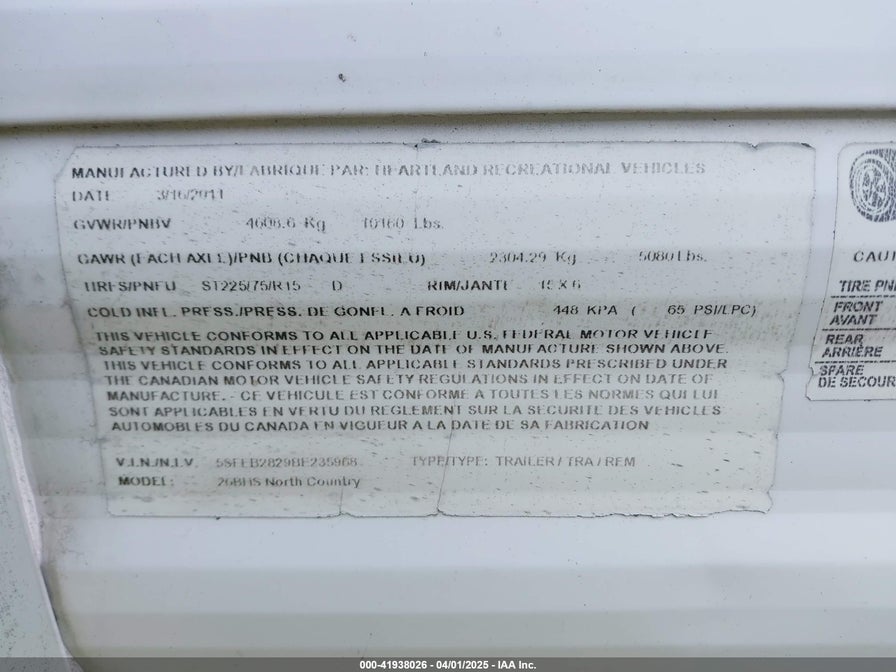 MANUFACTURED BY/FABRIQUE PAR: HEARTLAND RECREATIONAL VEHICLES
DATE 3/16/2011
GVWR/PNBV 4608.6 Kg 10160 Lbs.
GAWR (EACH AXLE)/PNB (CHAQUE ESSIEU) 2304.29 Kg 5080 Lbs.
TIRES/PNEU ST225/75/R15 D RIM/JANTE 15 X 6
COLD INFL. PRESS./PRESS. DE GONFL. A FROID 448 KPA ( 65 PSI/LPC)
THIS VEHICLE CONFORMS TO ALL APPLICABLE U.S. FEDERAL MOTOR VEHICLE
SAFETY STANDARDS IN EFFECT ON THE DATE OF MANUFACTURE SHOWN ABOVE.
THIS VEHICLE CONFORMS TO ALL APPLICABLE STANDARDS PRESCRIBED UNDER
THE CANADIAN MOTOR VEHICLE SAFETY REGULATIONS IN EFFECT ON DATE OF
MANUFACTURE. - CE VEHICULE EST CONFORME A TOUTES LES NORMES QUI LUI
SONT APPLICABLES EN VERTU DU REGLEMENT SUR LA SECURITE DES VEHICLES
AUTOMOBILES DU CANADA EN VIGUEUR A LA DATE DE SA FABRICATION
V.I.N./N.I.V. 5SFEB2829BE235968 TYPE/TYPE: TRAILER / TRA / REM
MODEL: 26BHS North Country
CAUT
TIRE PNE
FRONT
AVANT
REAR
ARRIÈRE
SPARE
DE SECOUR
000-41938026 - 04/01/2025 - IAA Inc.